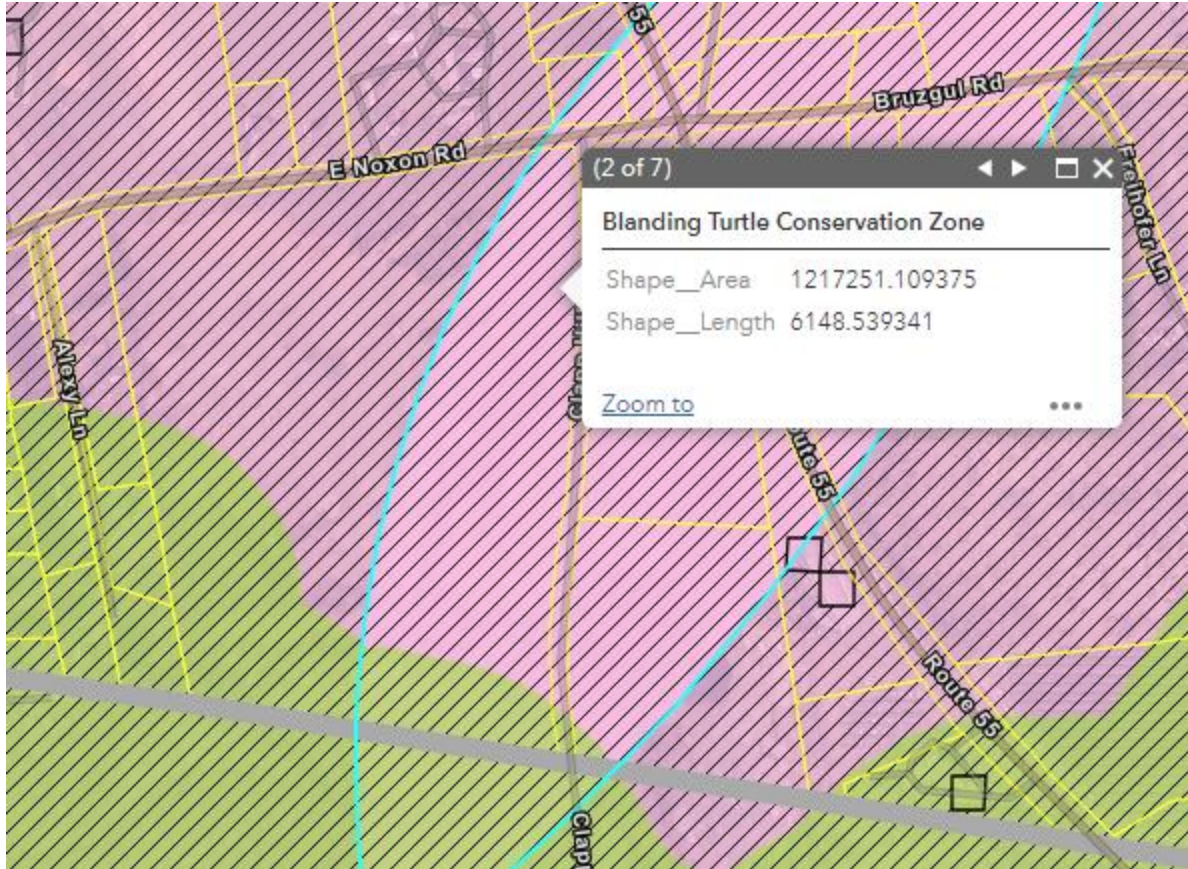 55
Bruzgul Rd
E Noxon Rd
Freihofer Ln
(2 of 7)
Blanding Turtle Conservation Zone
Shape__Area 1217251.109375
Shape__Length 6148.539341
Zoom to
Alexy Ln
Route 55
Route 55